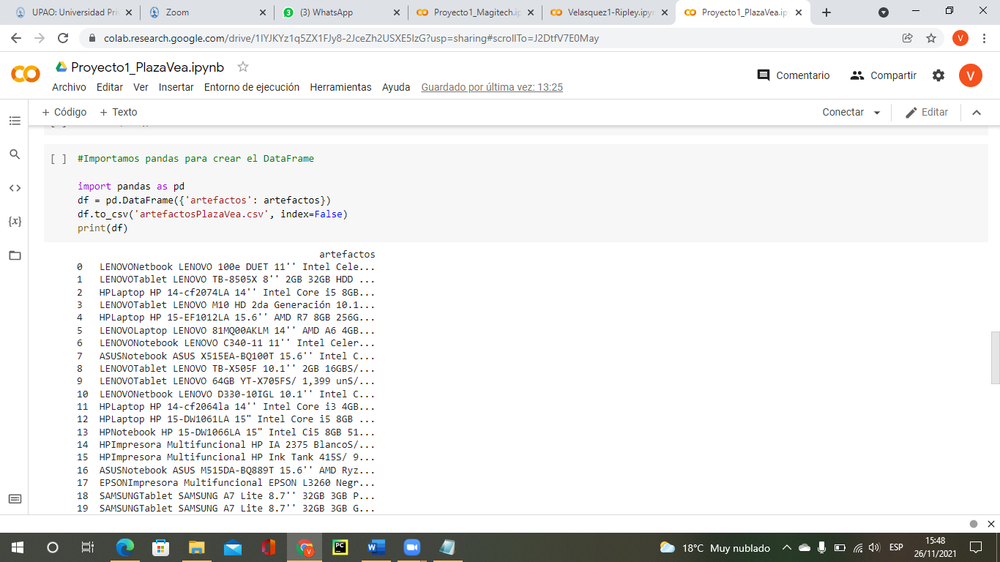 UPAO: Universidad Pri
Zoom
(3) WhatsApp
Proyecto1_Magitech.ip
Velasquez1-Ripley.ipyn
Proyecto1_PlazaVea.ip
colab.research.google.com/drive/1IYJKYz1q5ZX1FJy8-2JceZh2USXE5IzG?usp=sharing#scrollTo=J2DtfV7E0May
V
Proyecto1_PlazaVea.ipynb
Comentario
Compartir
V
Archivo Editar Ver Insertar Entorno de ejecución Herramientas Ayuda Guardado por última vez: 13:25
+ Código + Texto
Conectar
Editar
[ ] #Importamos pandas para crear el DataFrame
import pandas as pd
df = pd.DataFrame({'artefactos': artefactos})
df.to_csv('artefactosPlazaVea.csv', index=False)
print(df)
artefactos
0 LENOVONetbook LENOVO 100e DUET 11'' Intel Cele...
1 LENOVOTablet LENOVO TB-8505X 8'' 2GB 32GB HDD ...
2 HPLaptop HP 14-cf2074LA 14'' Intel Core i5 8GB...
3 LENOVOTablet LENOVO M10 HD 2da Generación 10.1...
4 HPLaptop HP 15-EF1012LA 15.6'' AMD R7 8GB 256G...
5 LENOVOLaptop LENOVO 81MQ00AKLM 14'' AMD A6 4GB...
6 LENOVONotebook LENOVO C340-11 11'' Intel Celer...
7 ASUSNotebook ASUS X515EA-BQ100T 15.6'' Intel C...
8 LENOVOTablet LENOVO TB-X505F 10.1'' 2GB 16GBS/...
9 LENOVOTablet LENOVO 64GB YT-X705FS/ 1,399 unS/...
10 LENOVONetbook LENOVO D330-10IGL 10.1'' Intel C...
11 HPLaptop HP 14-cf2064la 14'' Intel Core i3 4GB...
12 HPLaptop HP 15-DW1061LA 15" Intel Core i5 8GB ...
13 HPNotebook HP 15-DW1066LA 15" Intel Ci5 8GB 51...
14 HPImpresora Multifuncional HP IA 2375 BlancoS/...
15 HPImpresora Multifuncional HP Ink Tank 415S/ 9...
16 ASUSNotebook ASUS M515DA-BQ889T 15.6'' AMD Ryz...
17 EPSONImpresora Multifuncional EPSON L3260 Negr...
18 SAMSUNGTablet SAMSUNG A7 Lite 8.7'' 32GB 3GB P...
19 SAMSUNGTablet SAMSUNG A7 Lite 8.7'' 32GB 3GB G...
18°C Muy nublado
ESP
15:48
26/11/2021